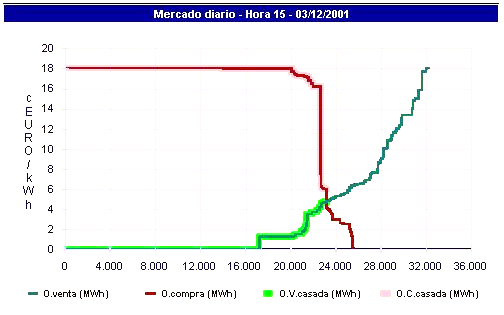 Mercado diario - Hora 15 - 03/12/2001
20
18
16
14
12
10
8
6
4
2
0
cEURO/kWh
0 4.000 8.000 12.000 16.000 20.000 24.000 28.000 32.000 36.000
O.venta (MWh) O.compra (MWh) O.V.casada (MWh) O.C.casada (MWh)